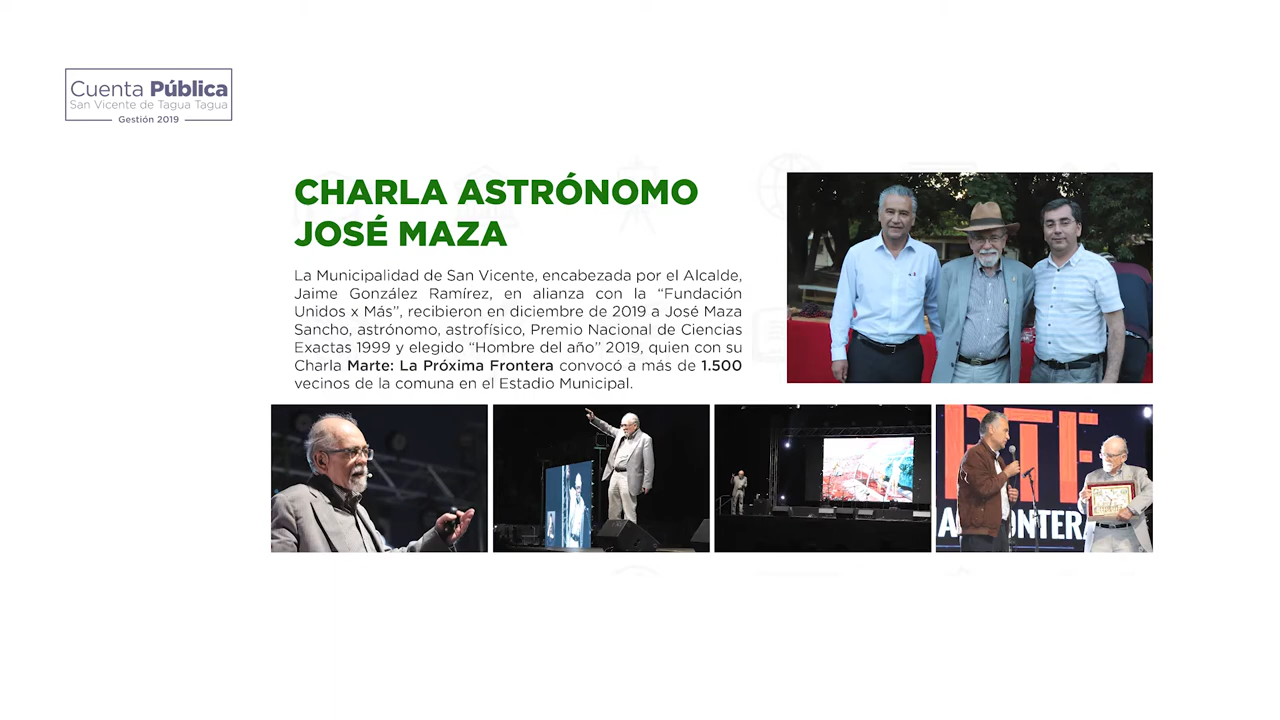 Cuenta Pública
San Vicente de Tagua Tagua
Gestión 2019
CHARLA ASTRÓNOMO
JOSÉ MAZA
La Municipalidad de San Vicente, encabezada por el Alcalde,
Jaime González Ramírez, en alianza con la “Fundación
Unidos x Más”, recibieron en diciembre de 2019 a José Maza
Sancho, astrónomo, astrofísico, Premio Nacional de Ciencias
Exactas 1999 y elegido “Hombre del año” 2019, quien con su
Charla Marte: La Próxima Frontera convocó a más de 1.500
vecinos de la comuna en el Estadio Municipal.
RTE
A ONTERA